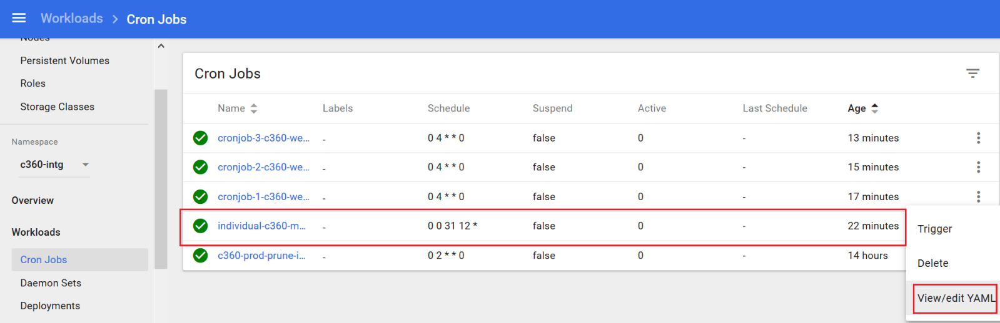 Workloads > Cron Jobs
Nodes
Persistent Volumes
Roles
Storage Classes
Namespace
c360-intg
Overview
Workloads
Cron Jobs
Daemon Sets
Deployments
Cron Jobs
Name Labels Schedule Suspend Active Last Schedule Age
cronjob-3-c360-we... - 0 4 * * 0 false 0 - 13 minutes
cronjob-2-c360-we... - 0 4 * * 0 false 0 - 15 minutes
cronjob-1-c360-we... - 0 4 * * 0 false 0 - 17 minutes
individual-c360-m... - 0 0 31 12 * false 0 - 22 minutes
c360-prod-prune-i... - 0 2 * * 0 false 0 - 14 hours
Trigger
Delete
View/edit YAML